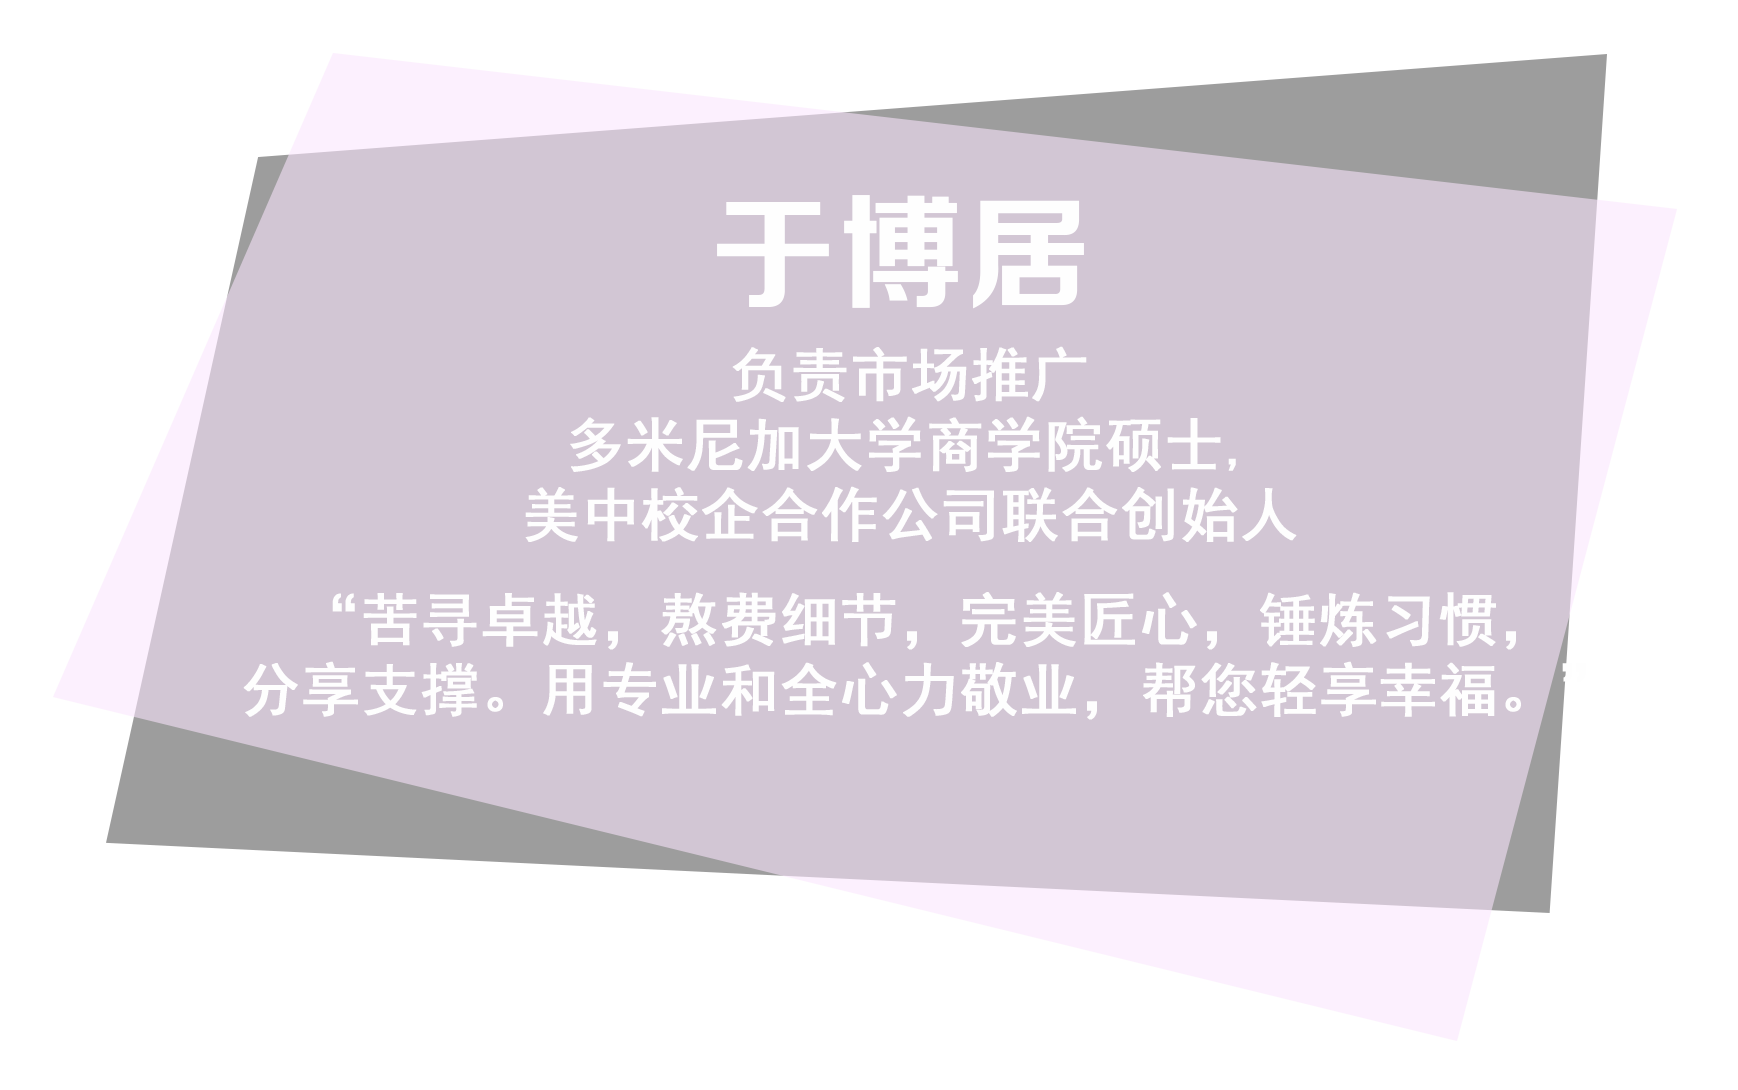 于博居
负责市场推广
多米尼加大学商学院硕士,
美中校企合作公司联合创始人
“苦寻卓越，熬费细节，完美匠心，锤炼习惯，
分享支撑。用专业和全心力敬业，帮您轻享幸福。”